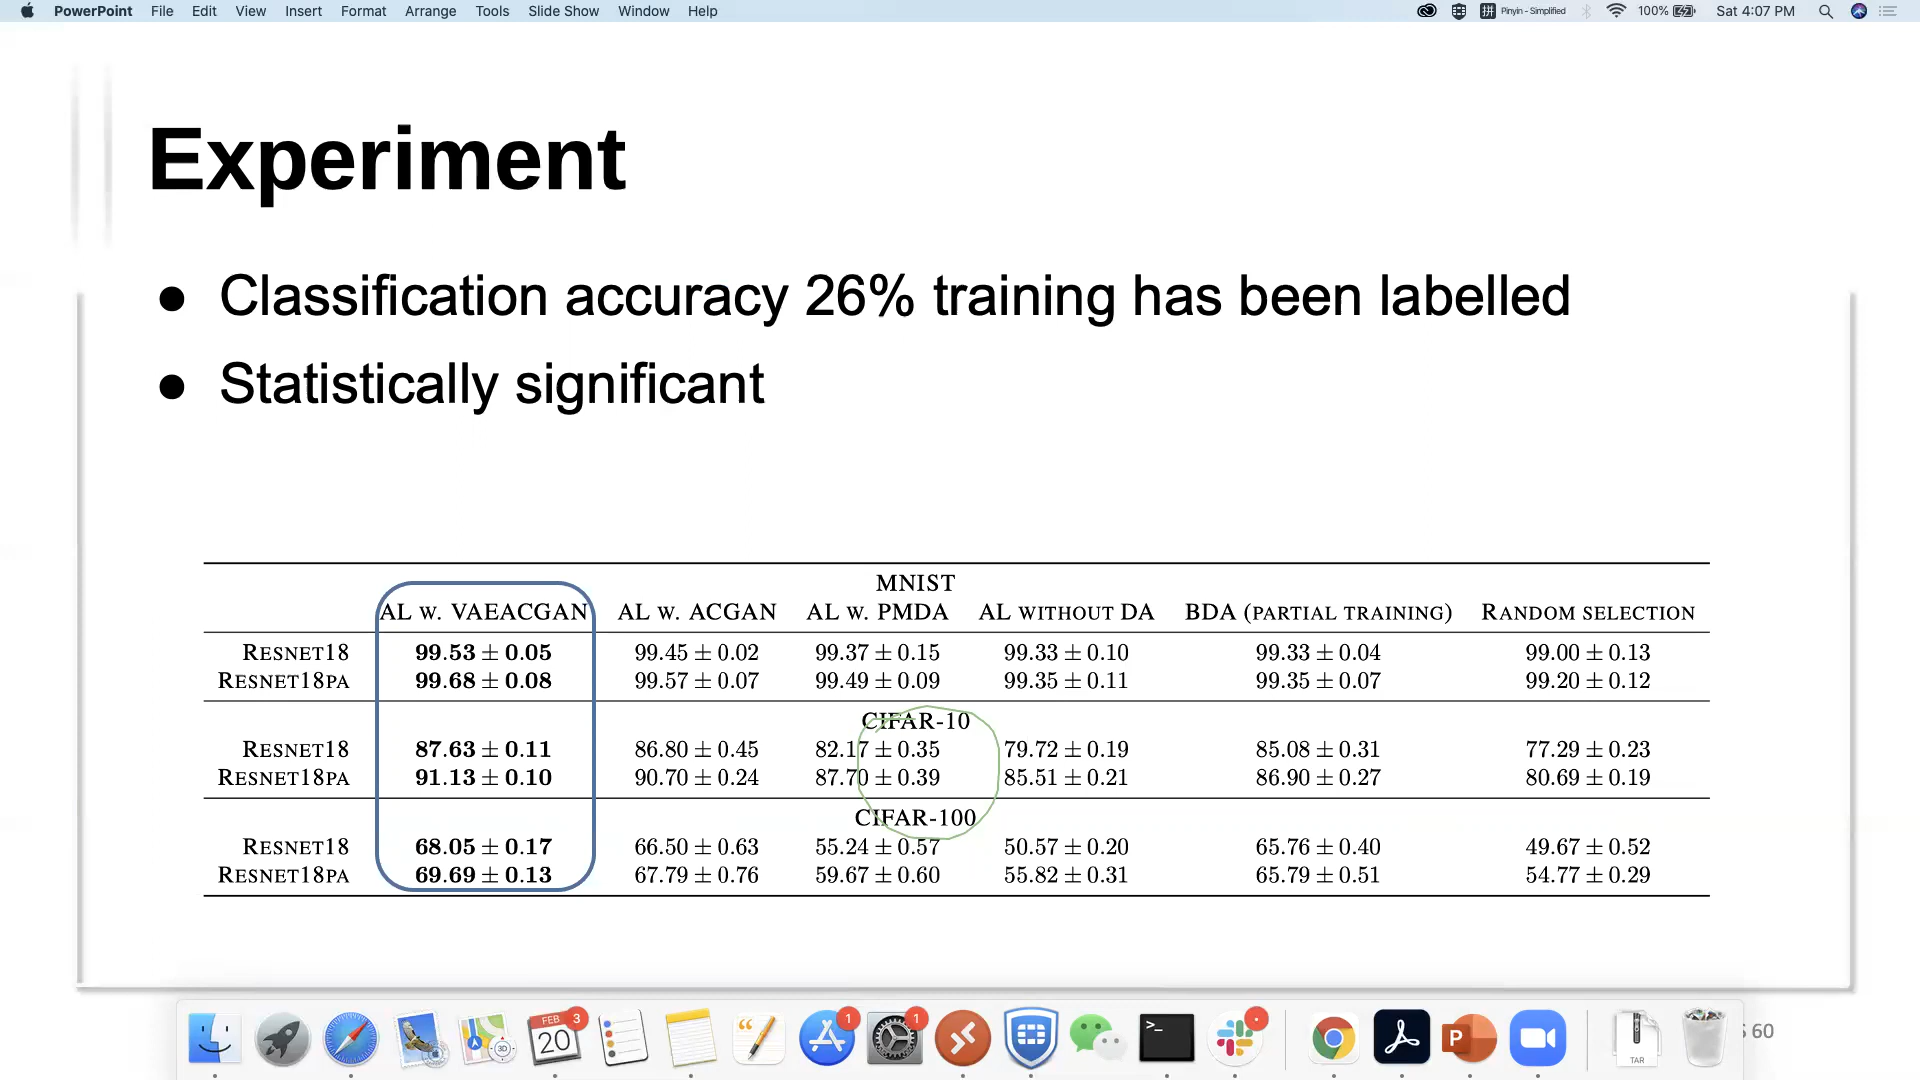 PowerPoint File Edit View Insert Format Arrange Tools Slide Show Window Help 拼 Pinyin - Simplified 100% Sat 4:07 PM
Experiment
● Classification accuracy 26% training has been labelled
● Statistically significant
MNIST
AL W. VAEACGAN AL W. ACGAN AL W. PMDA AL WITHOUT DA BDA (PARTIAL TRAINING) RANDOM SELECTION
RESNET18 99.53 ± 0.05 99.45 ± 0.02 99.37 ± 0.15 99.33 ± 0.10 99.33 ± 0.04 99.00 ± 0.13
RESNET18PA 99.68 ± 0.08 99.57 ± 0.07 99.49 ± 0.09 99.35 ± 0.11 99.35 ± 0.07 99.20 ± 0.12
CIFAR-10
RESNET18 87.63 ± 0.11 86.80 ± 0.45 82.17 ± 0.35 79.72 ± 0.19 85.08 ± 0.31 77.29 ± 0.23
RESNET18PA 91.13 ± 0.10 90.70 ± 0.24 87.70 ± 0.39 85.51 ± 0.21 86.90 ± 0.27 80.69 ± 0.19
CIFAR-100
RESNET18 68.05 ± 0.17 66.50 ± 0.63 55.24 ± 0.57 50.57 ± 0.20 65.76 ± 0.40 49.67 ± 0.52
RESNET18PA 69.69 ± 0.13 67.79 ± 0.76 59.67 ± 0.60 55.82 ± 0.31 65.79 ± 0.51 54.77 ± 0.29
FEB 20 3 3D 1 1 >_ P TAR 60